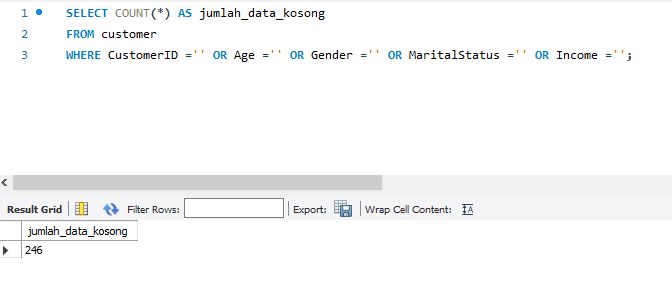 1 SELECT COUNT(*) AS jumlah_data_kosong
2 FROM customer
3 WHERE CustomerID ='' OR Age ='' OR Gender ='' OR MaritalStatus ='' OR Income ='';
Result Grid Filter Rows: Export: Wrap Cell Content: IA
jumlah_data_kosong
246